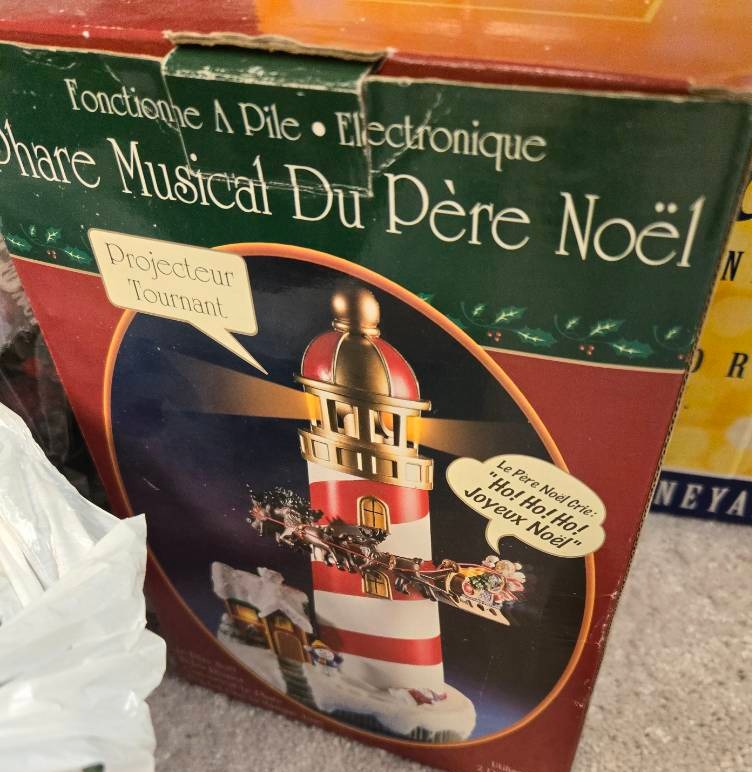 Fonctionne A Pile • Electronique
Phare Musical Du Père Noël
Projecteur
Tournant
Le Père Noël Crie:
"Ho! Ho! Ho!
Joyeux Noël"
N
O R
NEYA